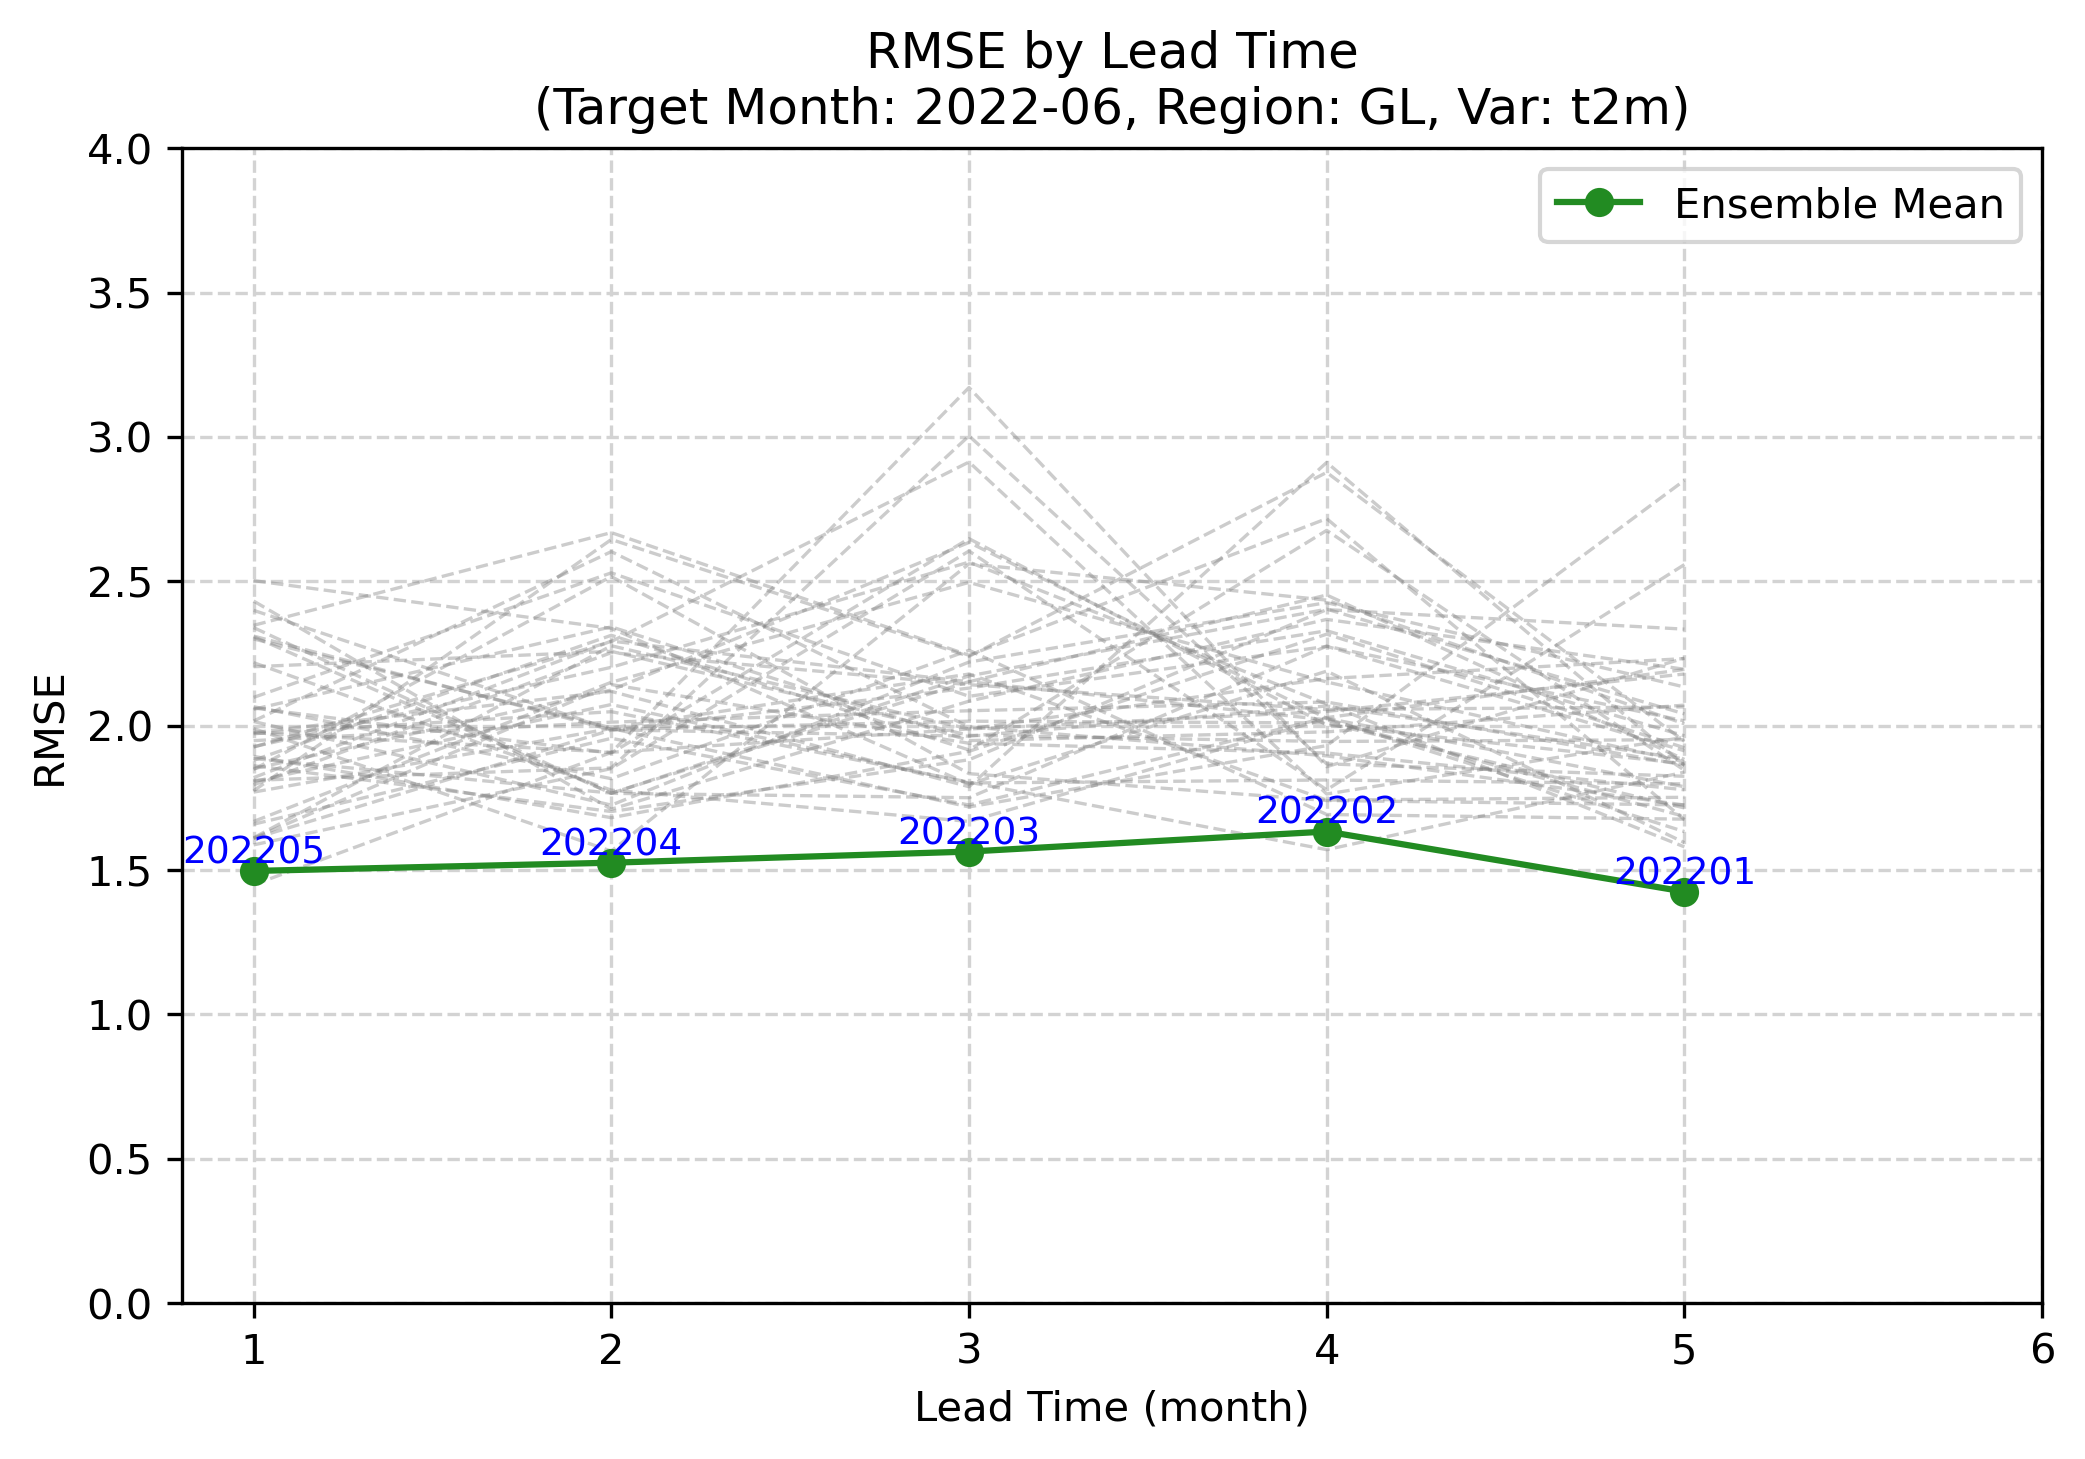 RMSE by Lead Time
(Target Month: 2022-06, Region: GL, Var: t2m)
4.0
3.5
3.0
2.5
2.0
1.5
1.0
0.5
0.0
RMSE
Ensemble Mean
202205
202204
202203
202202
202201
1 2 3 4 5 6
Lead Time (month)